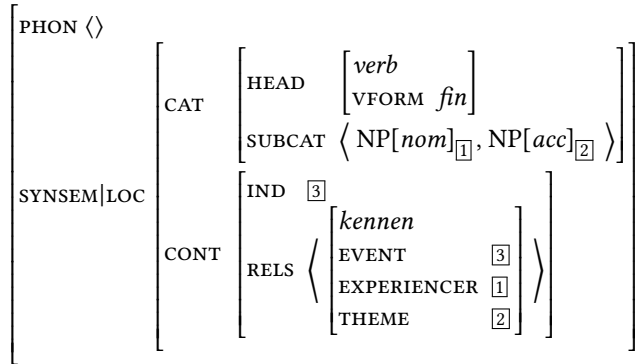 PHON ⟨⟩
SYNSEM|LOC
CAT
HEAD
verb
VFORM fin
SUBCAT ⟨ NP[nom]1, NP[acc]2 ⟩
CONT
IND 3
RELS ⟨
kennen
EVENT 3
EXPERIENCER 1
THEME 2
⟩